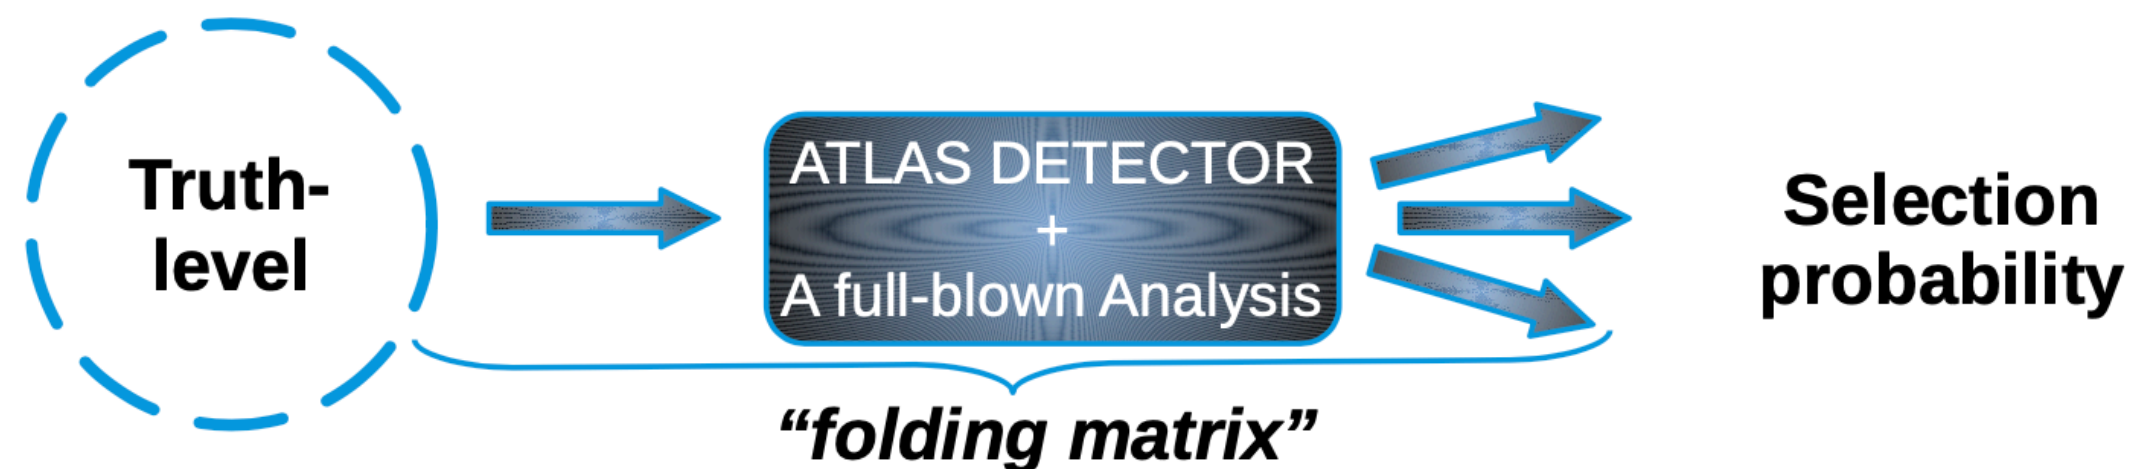 Truth-
level
ATLAS DETECTOR
+
A full-blown Analysis
Selection
probability
“folding matrix”